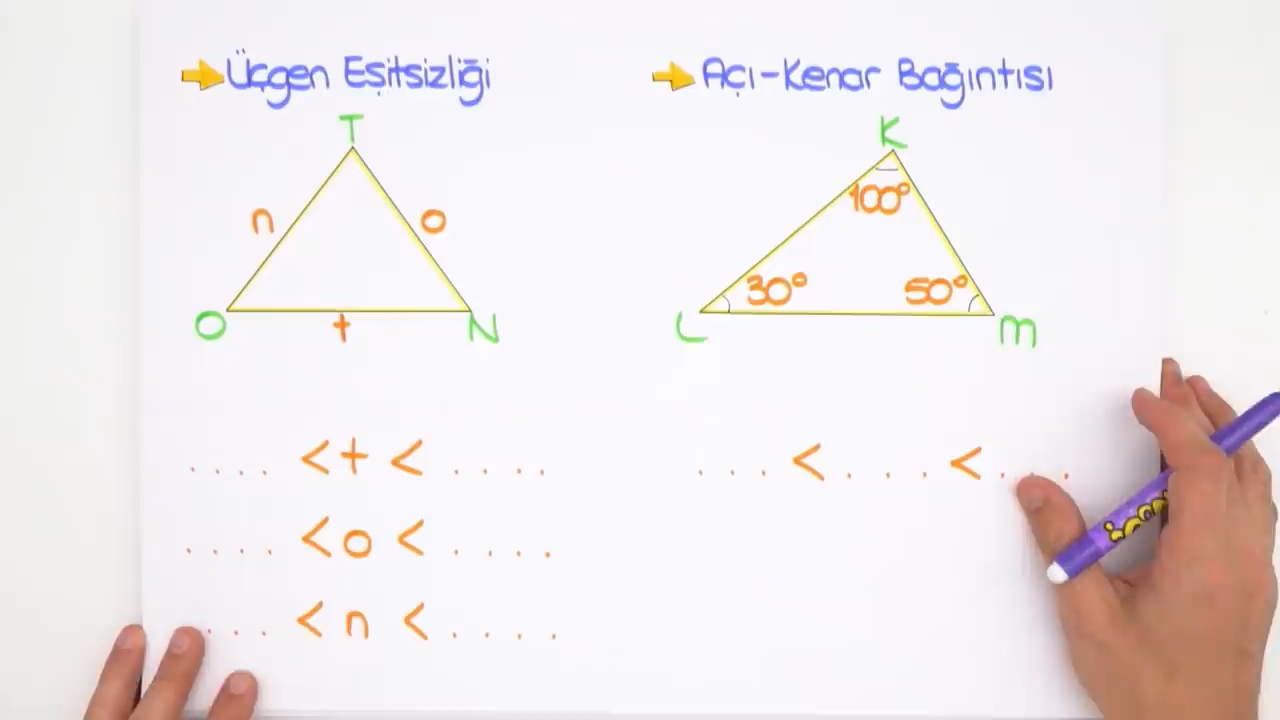 Üçgen Eşitsizliği
T
n
o
O
t
N
.... < t < ....
.... < o < ....
... < n < ....
Açı-Kenar Bağıntısı
K
100°
30°
50°
L
M
... < ... < ...